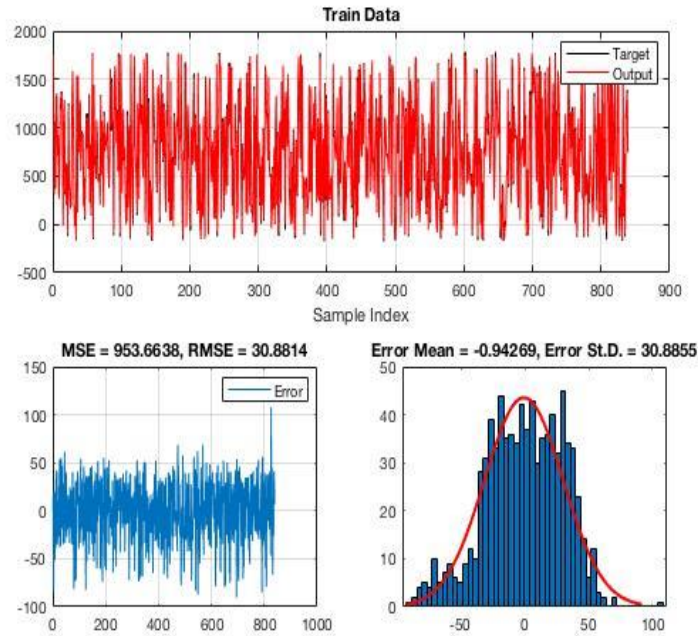 Train Data
2000
1500
1000
500
0
-500
Target
Output
0 100 200 300 400 500 600 700 800 900
Sample Index
MSE = 953.6638, RMSE = 30.8814
150
100
50
0
-50
-100
Error
0 200 400 600 800 1000
Error Mean = -0.94269, Error St.D. = 30.8855
50
40
30
20
10
0
-50 0 50 100